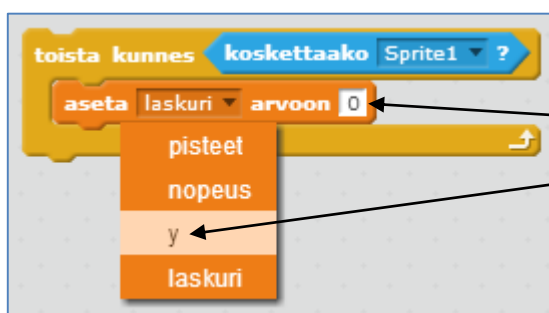 toista kunnes koskettaako Sprite1 ?
aseta laskuri arvoon 0
pisteet
nopeus
y
laskuri